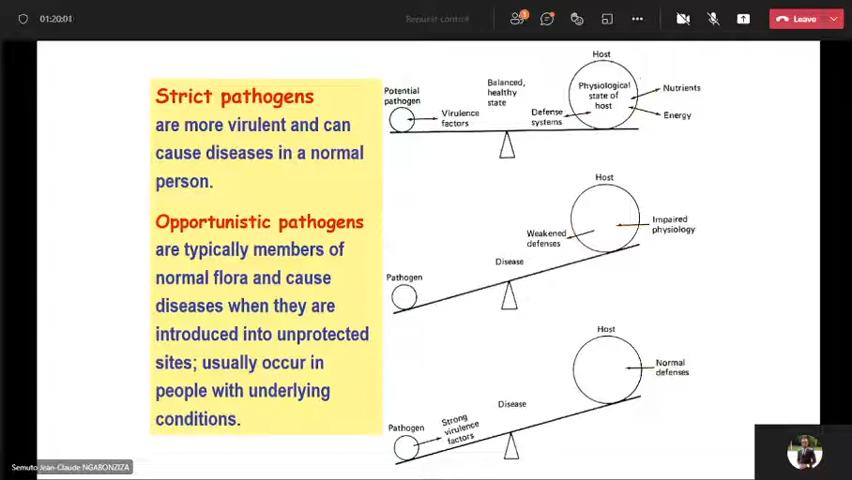 1:20:01
Request control
1
Leave
Strict pathogens
are more virulent and can
cause diseases in a normal
person.
Opportunistic pathogens
are typically members of
normal flora and cause
diseases when they are
introduced into unprotected
sites; usually occur in
people with underlying
conditions.
Host
Potential
pathogen
Virulence
factors
Balanced,
healthy
state
Defense
systems
Physiological
state of
host
Nutrients
Energy
Host
Weakened
defenses
Impaired
physiology
Disease
Pathogen
Host
Normal
defenses
Disease
Pathogen
Strong
virulence
factors
Semuto Jean-Claude NGABONZIZA